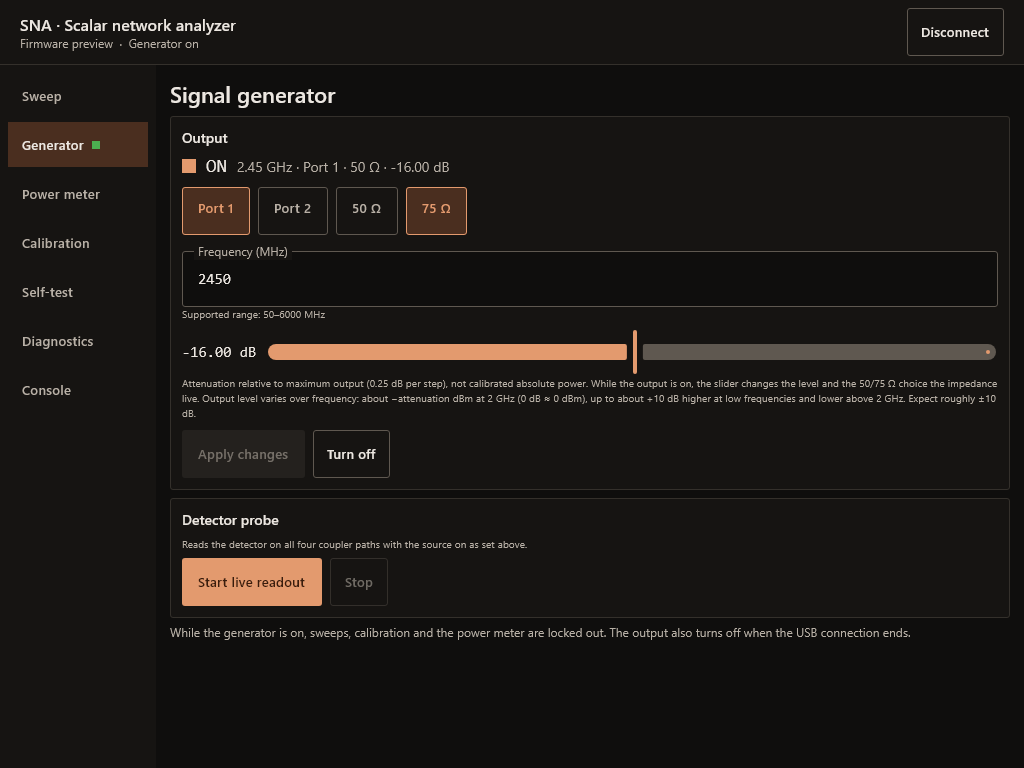 SNA · Scalar network analyzer
Firmware preview · Generator on
Disconnect
Sweep
Generator
Power meter
Calibration
Self-test
Diagnostics
Console
Signal generator
Output
ON 2.45 GHz · Port 1 · 50 Ω · -16.00 dB
Port 1
Port 2
50 Ω
75 Ω
Frequency (MHz)
2450
Supported range: 50–6000 MHz
-16.00 dB
Attenuation relative to maximum output (0.25 dB per step), not calibrated absolute power. While the output is on, the slider changes the level and the 50/75 Ω choice the impedance
live. Output level varies over frequency: about −attenuation dBm at 2 GHz (0 dB ≈ 0 dBm), up to about +10 dB higher at low frequencies and lower above 2 GHz. Expect roughly ±10
dB.
Apply changes
Turn off
Detector probe
Reads the detector on all four coupler paths with the source on as set above.
Start live readout
Stop
While the generator is on, sweeps, calibration and the power meter are locked out. The output also turns off when the USB connection ends.